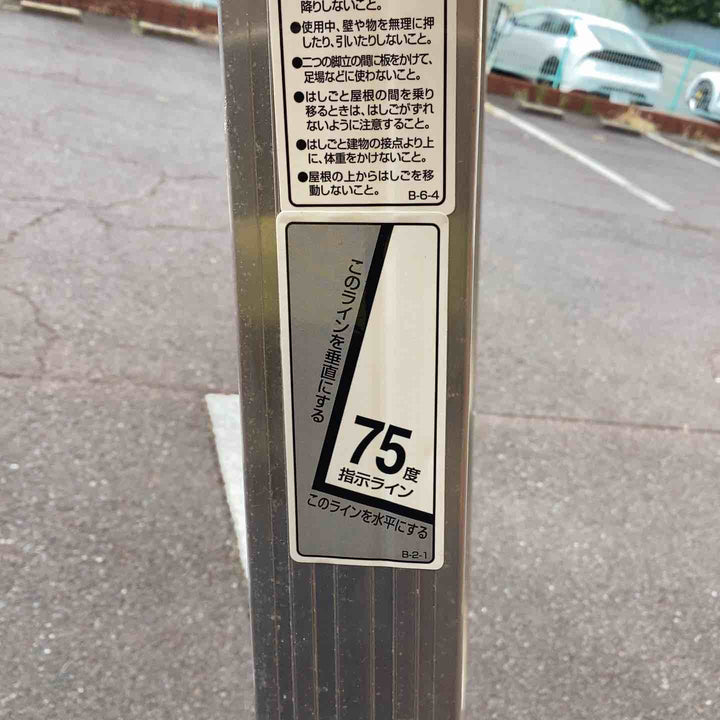 降りしないこと。
●使用中、壁や物を無理に押
したり、引いたりしないこと。
●二つの脚立の間に板をかけて、
足場などに使わないこと。
●はしごと屋根の間を乗り
移るときは、はしごがずれ
ないように注意すること。
●はしごと建物の接点より上
に、体重をかけないこと。
●屋根の上からはしごを移
動しないこと。
B-6-4
このラインを垂直にする
75度
指示ライン
このラインを水平にする
B-2-1